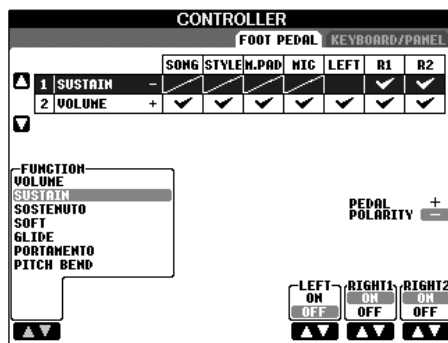 CONTROLLER
FOOT PEDAL KEYBOARD/PANEL
SONG STYLE M.PAD MIC LEFT R1 R2
1 SUSTAIN -
2 VOLUME +
FUNCTION
VOLUME
SUSTAIN
SOSTENUTO
SOFT
GLIDE
PORTAMENTO
PITCH BEND
PEDAL +
POLARITY -
LEFT RIGHT1 RIGHT2
ON ON ON
OFF OFF OFF